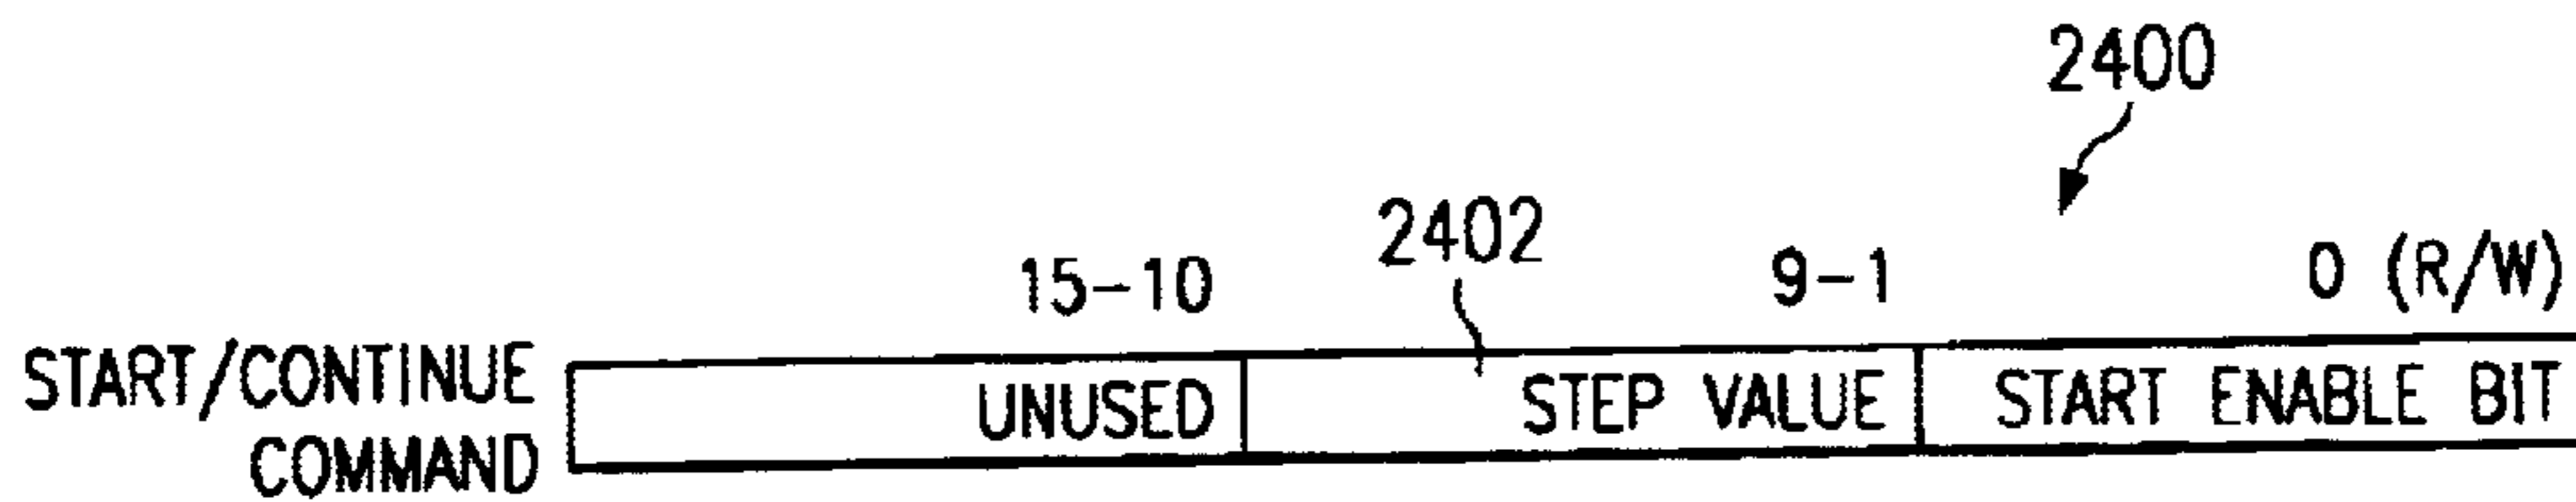 2400
2402
15-10 9-1 0 (R/W)
START/CONTINUE COMMAND
UNUSED STEP VALUE START ENABLE BIT